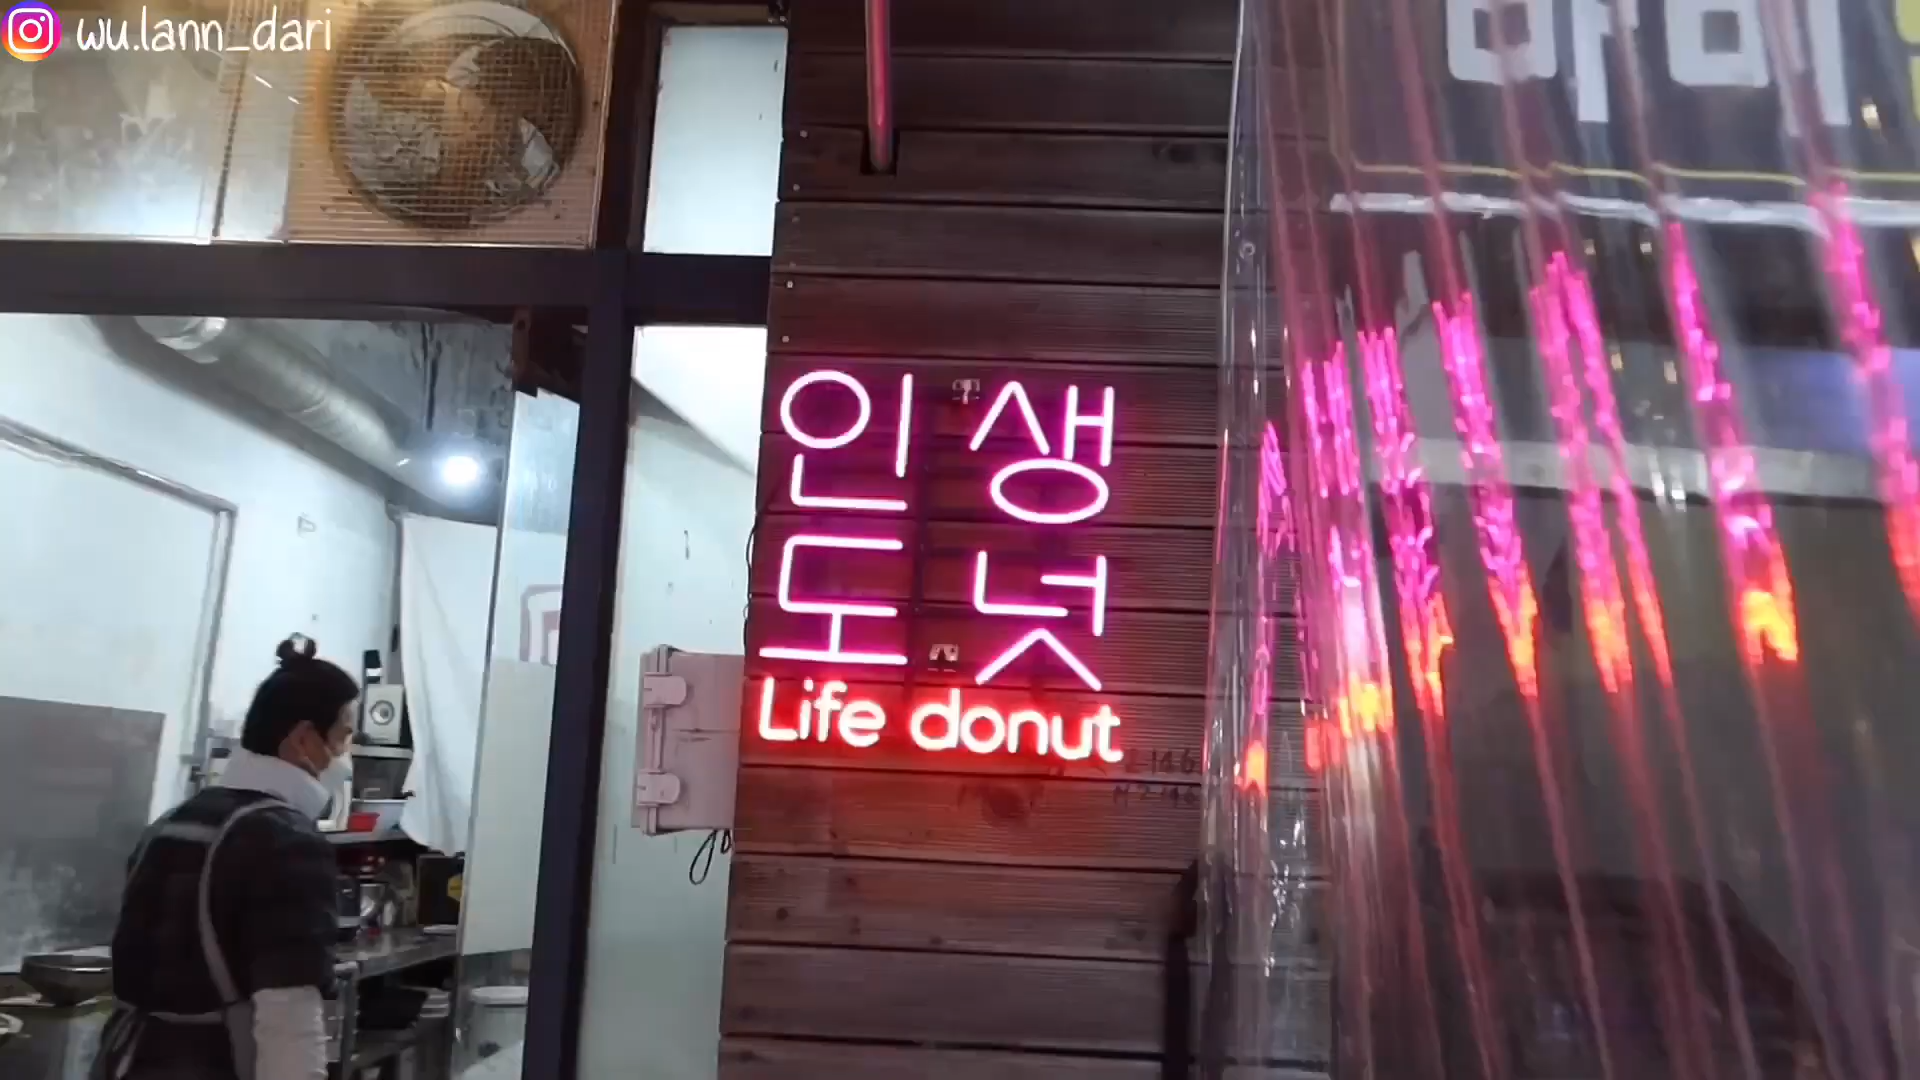 wu.lann_dari
인생
도넛
Life donut